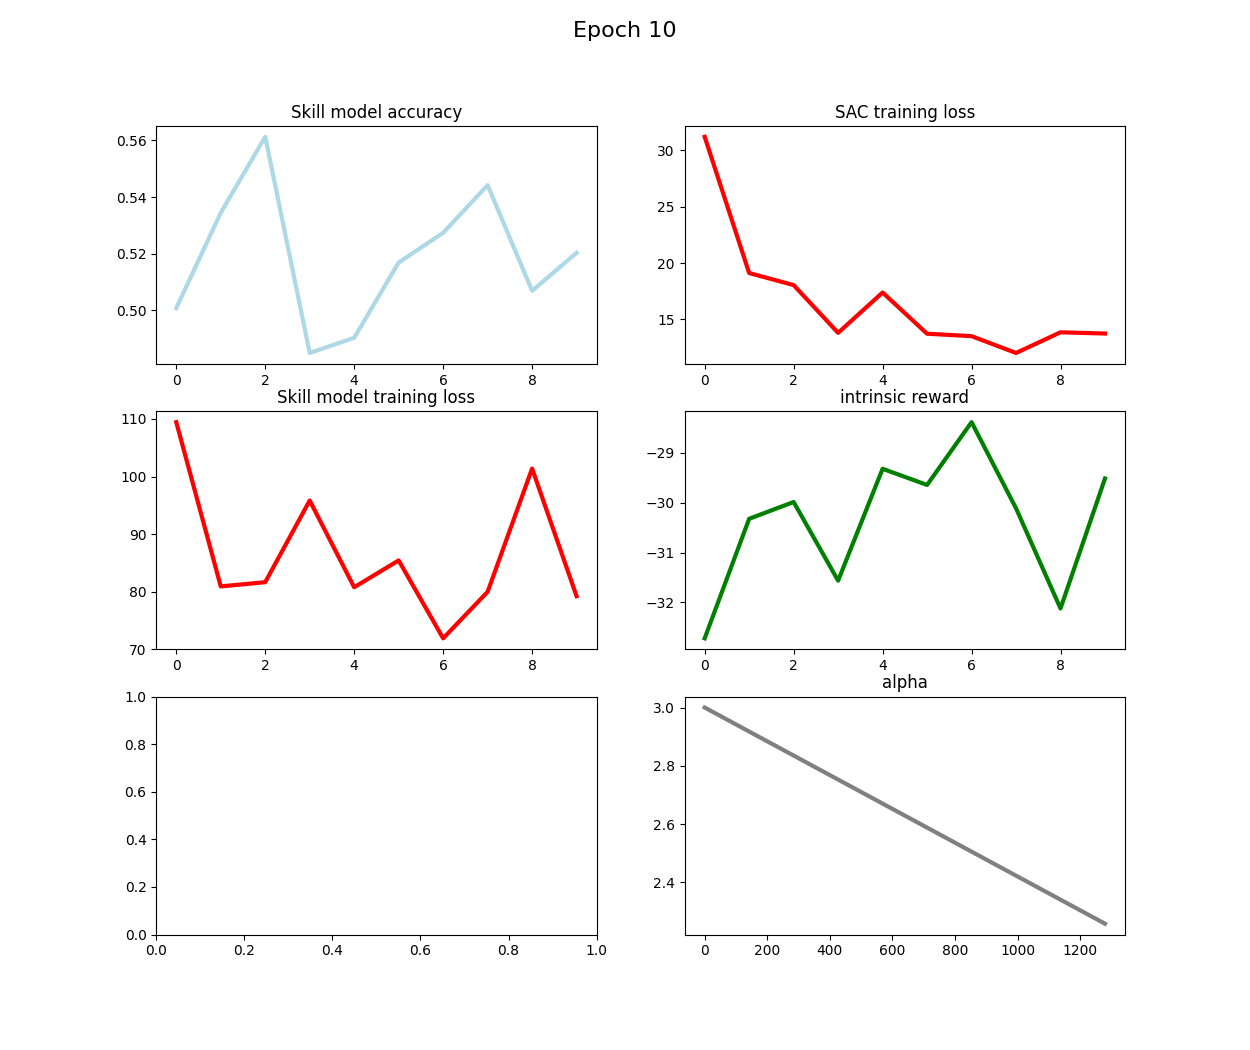 Epoch 10
Skill model accuracy
0.56
0.54
0.52
0.50
0 2 4 6 8
SAC training loss
30
25
20
15
0 2 4 6 8
Skill model training loss
110
100
90
80
70
0 2 4 6 8
intrinsic reward
−29
−30
−31
−32
0 2 4 6 8
1.0
0.8
0.6
0.4
0.2
0.0
0.0 0.2 0.4 0.6 0.8 1.0
alpha
3.0
2.8
2.6
2.4
0 200 400 600 800 1000 1200